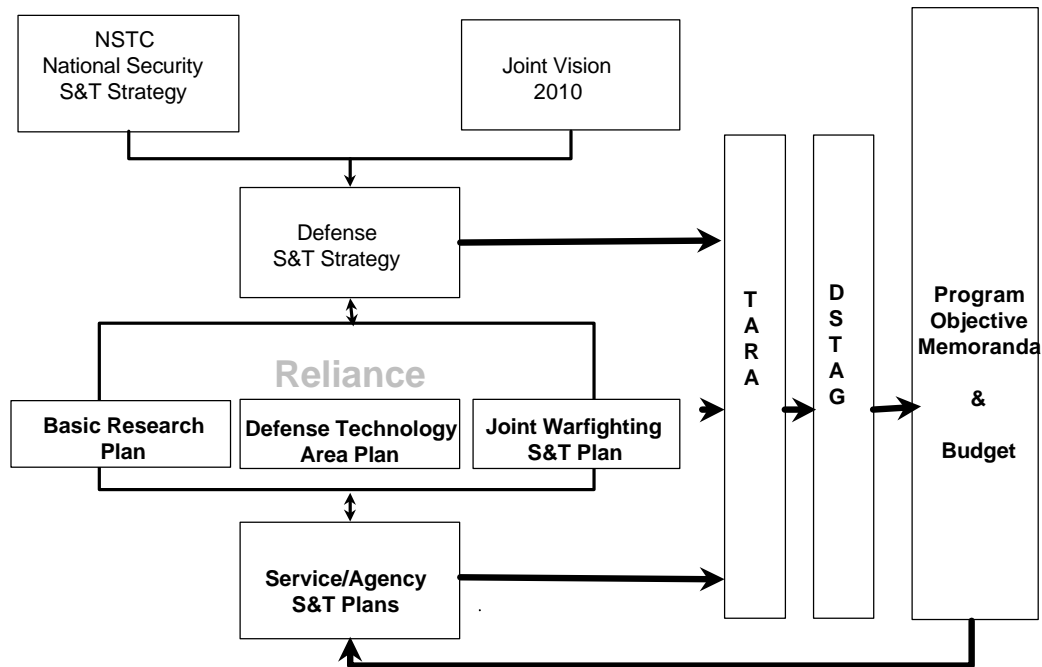 NSTC
National Security
S&T Strategy
Joint Vision
2010
Defense
S&T Strategy
Reliance
Basic Research
Plan
Defense Technology
Area Plan
Joint Warfighting
S&T Plan
Service/Agency
S&T Plans
T
A
R
A
D
S
T
A
G
Program
Objective
Memoranda
&
Budget